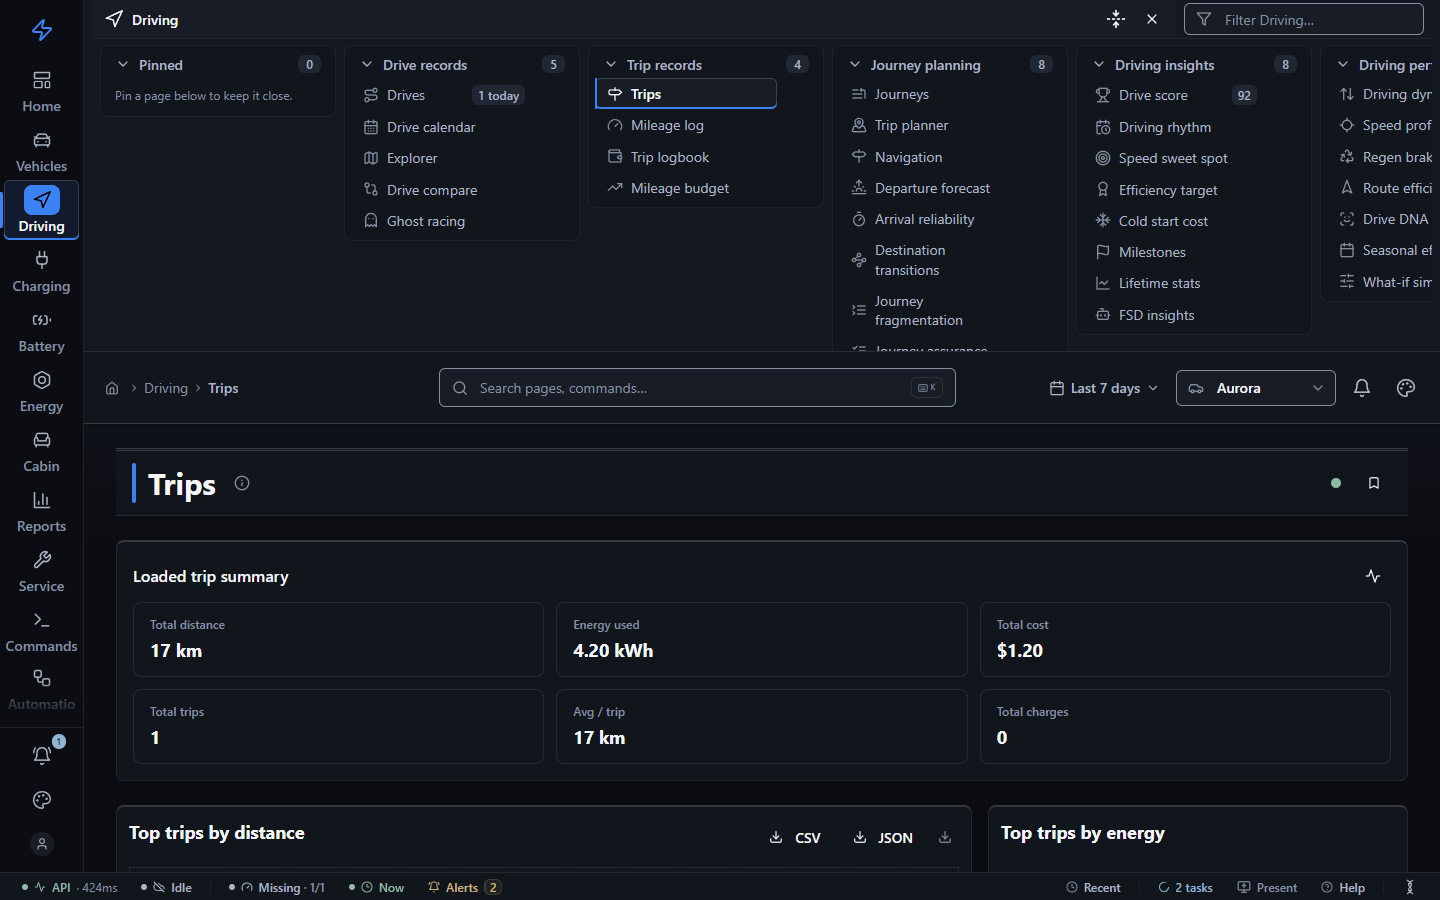 Driving
Filter Driving...
Home
Vehicles
Driving
Charging
Battery
Energy
Cabin
Reports
Service
Commands
Automatio
1
Pinned 0
Pin a page below to keep it close.
Drive records 5
Drives 1 today
Drive calendar
Explorer
Drive compare
Ghost racing
Trip records 4
Trips
Mileage log
Trip logbook
Mileage budget
Journey planning 8
Journeys
Trip planner
Navigation
Departure forecast
Arrival reliability
Destination
transitions
Journey
fragmentation
Journey assurance
Driving insights 8
Drive score 92
Driving rhythm
Speed sweet spot
Efficiency target
Cold start cost
Milestones
Lifetime stats
FSD insights
Driving per
Driving dyn
Speed prof
Regen brak
Route effici
Drive DNA
Seasonal ef
What-if sim
Driving > Trips
Search pages, commands...
K
Last 7 days
Aurora
Trips
Loaded trip summary
Total distance
17 km
Energy used
4.20 kWh
Total cost
$1.20
Total trips
1
Avg / trip
17 km
Total charges
0
Top trips by distance
CSV
JSON
Top trips by energy
API · 424ms
Idle
Missing · 1/1
Now
Alerts 2
Recent
2 tasks
Present
Help